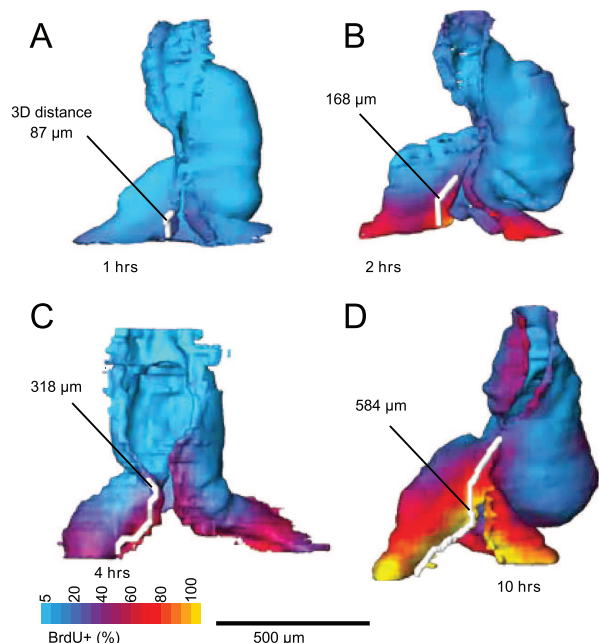 A
B
3D distance
87 µm
168 µm
1 hrs
2 hrs
C
D
318 µm
584 µm
4 hrs
10 hrs
5 20 40 60 80 100
BrdU+ (%)
500 µm